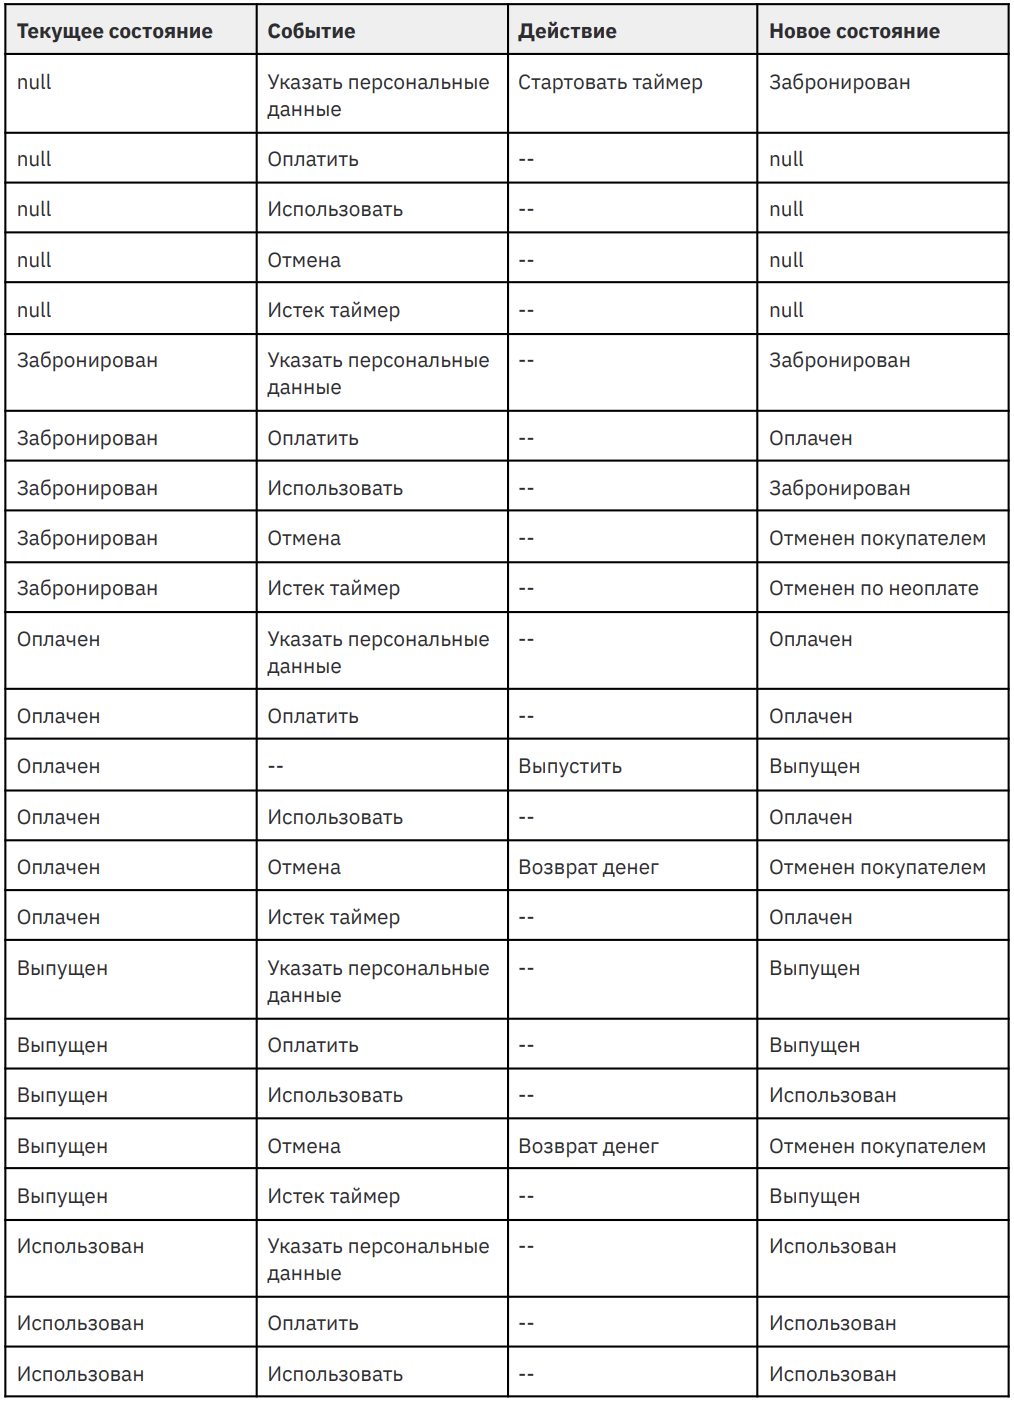 Текущее состояние Событие Действие Новое состояние
null Указать персональные Стартовать таймер Забронирован
данные
null Оплатить -- null
null Использовать -- null
null Отмена -- null
null Истек таймер -- null
Забронирован Указать персональные -- Забронирован
данные
Забронирован Оплатить -- Оплачен
Забронирован Использовать -- Забронирован
Забронирован Отмена -- Отменен покупателем
Забронирован Истек таймер -- Отменен по неоплате
Оплачен Указать персональные -- Оплачен
данные
Оплачен Оплатить -- Оплачен
Оплачен -- Выпустить Выпущен
Оплачен Использовать -- Оплачен
Оплачен Отмена Возврат денег Отменен покупателем
Оплачен Истек таймер -- Оплачен
Выпущен Указать персональные -- Выпущен
данные
Выпущен Оплатить -- Выпущен
Выпущен Использовать -- Использован
Выпущен Отмена Возврат денег Отменен покупателем
Выпущен Истек таймер -- Выпущен
Использован Указать персональные -- Использован
данные
Использован Оплатить -- Использован
Использован Использовать -- Использован